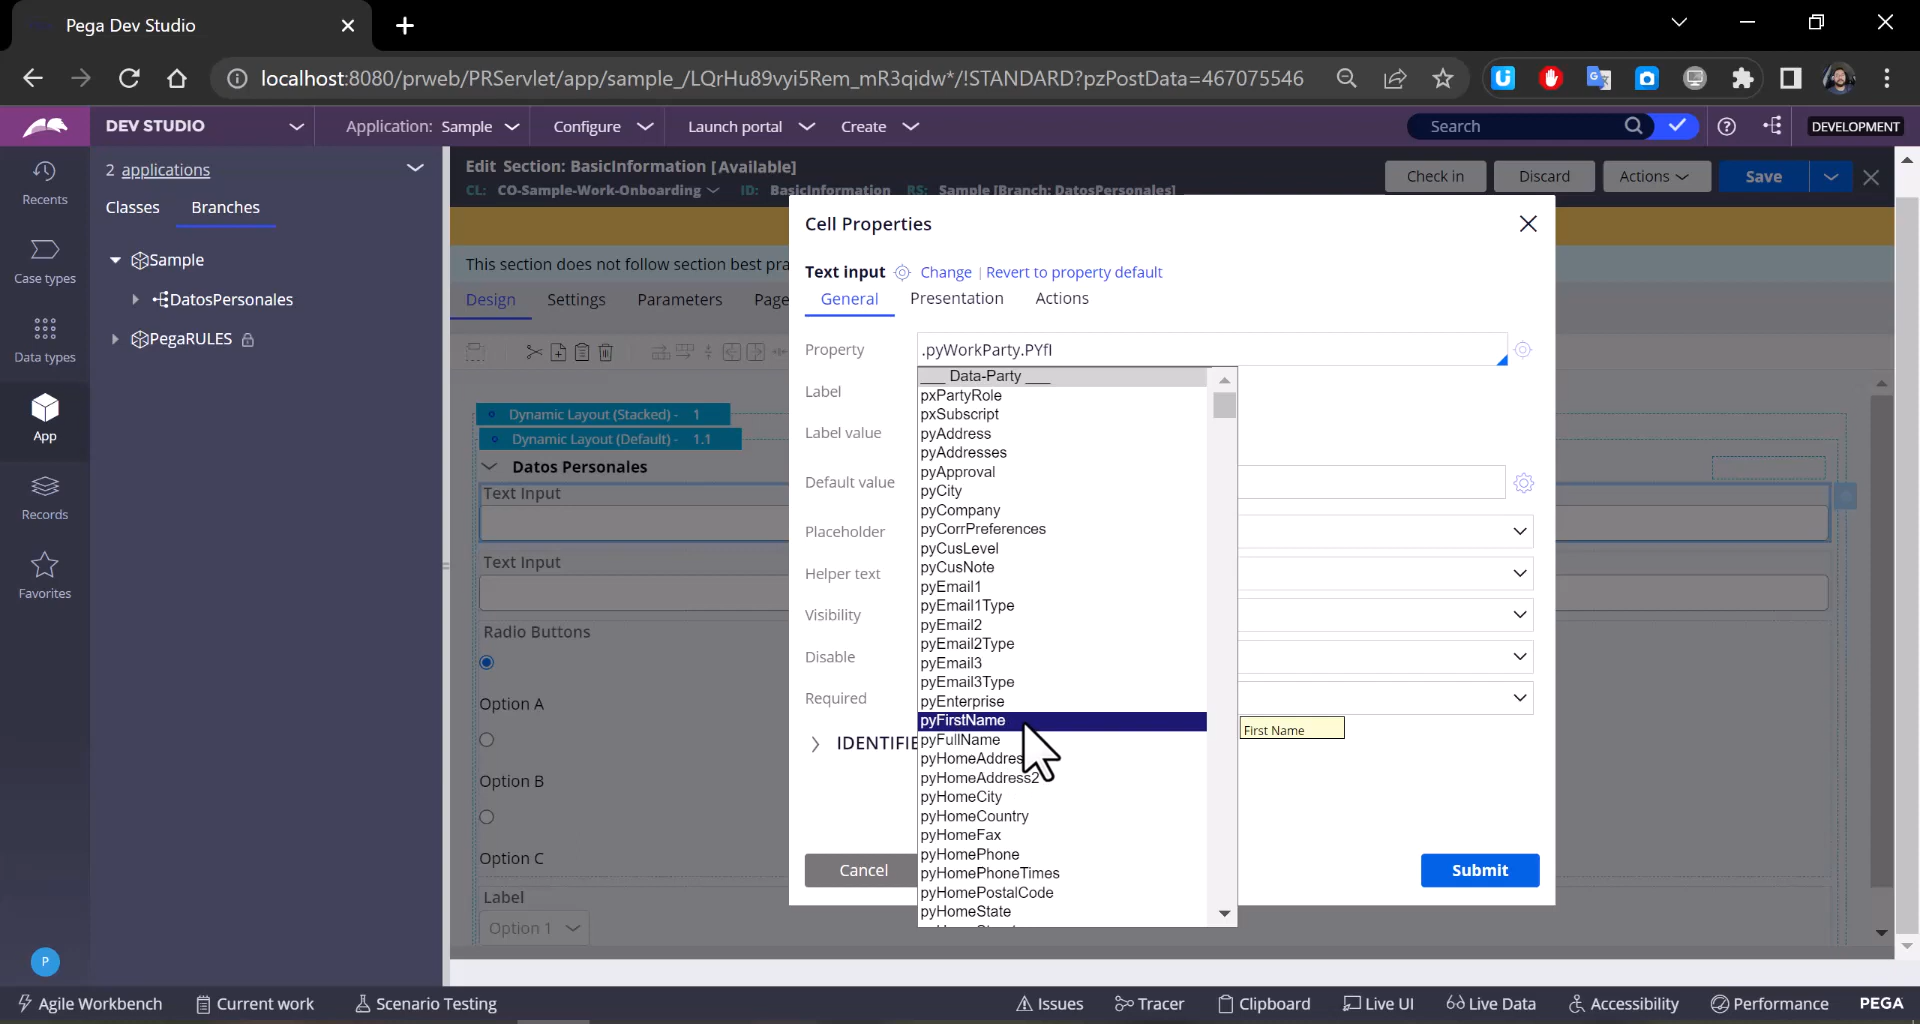 Pega Dev Studio
localhost:8080/prweb/PRServlet/app/sample_/LQrHu89vyi5Rem_mR3qidw*/!STANDARD?pzPostData=467075546
DEV STUDIO
Application: Sample
Configure
Launch portal
Create
Search
DEVELOPMENT
Recents
Case types
Data types
App
Records
Favorites
P
2 applications
Classes
Branches
Sample
DatosPersonales
PegaRULES
Edit Section: BasicInformation [Available]
CL: CO-Sample-Work-Onboarding ID: BasicInformation RS: Sample [Branch: DatosPersonales]
Check in
Discard
Actions
Save
This section does not follow section best pra
Design
Settings
Parameters
Page
Dynamic Layout (Stacked) - 1
Dynamic Layout (Default) - 1.1
Datos Personales
Text Input
Text Input
Radio Buttons
Option A
Option B
Option C
Label
Option 1
Cell Properties
Text input Change | Revert to property default
General
Presentation
Actions
Property
.pyWorkParty.PYfI
Label
Label value
Default value
Placeholder
Helper text
Visibility
Disable
Required
IDENTIFIE
___ Data-Party ___
pxPartyRole
pxSubscript
pyAddress
pyAddresses
pyApproval
pyCity
pyCompany
pyCorrPreferences
pyCusLevel
pyCusNote
pyEmail1
pyEmail1Type
pyEmail2
pyEmail2Type
pyEmail3
pyEmail3Type
pyEnterprise
pyFirstName
First Name
pyFullName
pyHomeAddres
pyHomeAddress2
pyHomeCity
pyHomeCountry
pyHomeFax
pyHomePhone
pyHomePhoneTimes
pyHomePostalCode
pyHomeState
Cancel
Submit
Agile Workbench
Current work
Scenario Testing
Issues
Tracer
Clipboard
Live UI
Live Data
Accessibility
Performance
PEGA